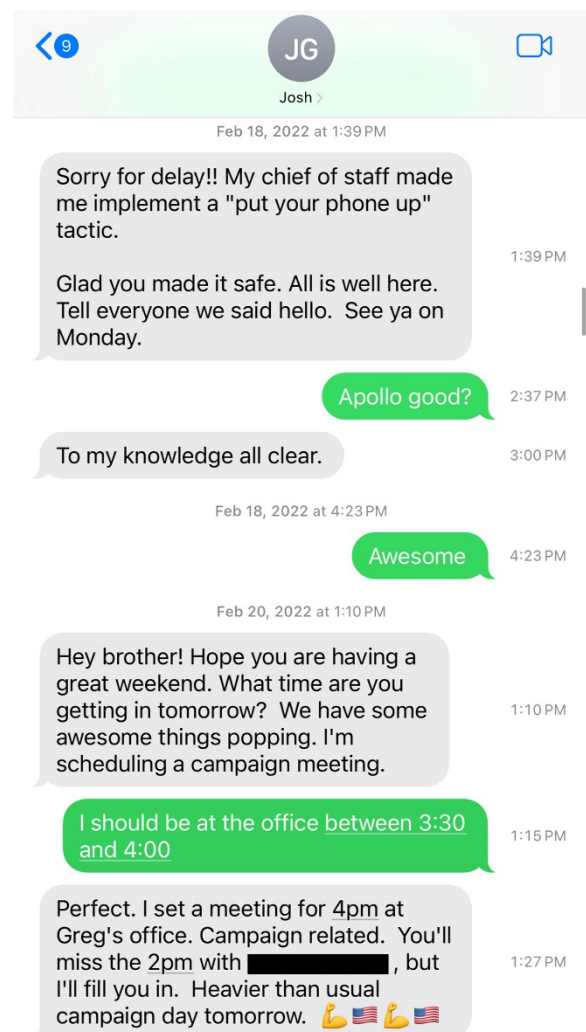 9
JG
Josh
Feb 18, 2022 at 1:39 PM
Sorry for delay!! My chief of staff made
me implement a "put your phone up"
tactic.
1:39 PM
Glad you made it safe. All is well here.
Tell everyone we said hello.  See ya on
Monday.
Apollo good?
2:37 PM
To my knowledge all clear.
3:00 PM
Feb 18, 2022 at 4:23 PM
Awesome
4:23 PM
Feb 20, 2022 at 1:10 PM
Hey brother! Hope you are having a
great weekend. What time are you
getting in tomorrow?  We have some
1:10 PM
awesome things popping. I'm
scheduling a campaign meeting.
I should be at the office between 3:30
and 4:00
1:15 PM
Perfect. I set a meeting for 4pm at
Greg's office. Campaign related.  You'll
miss the 2pm with , but
1:27 PM
I'll fill you in.  Heavier than usual
campaign day tomorrow. 💪🇺🇸💪🇺🇸